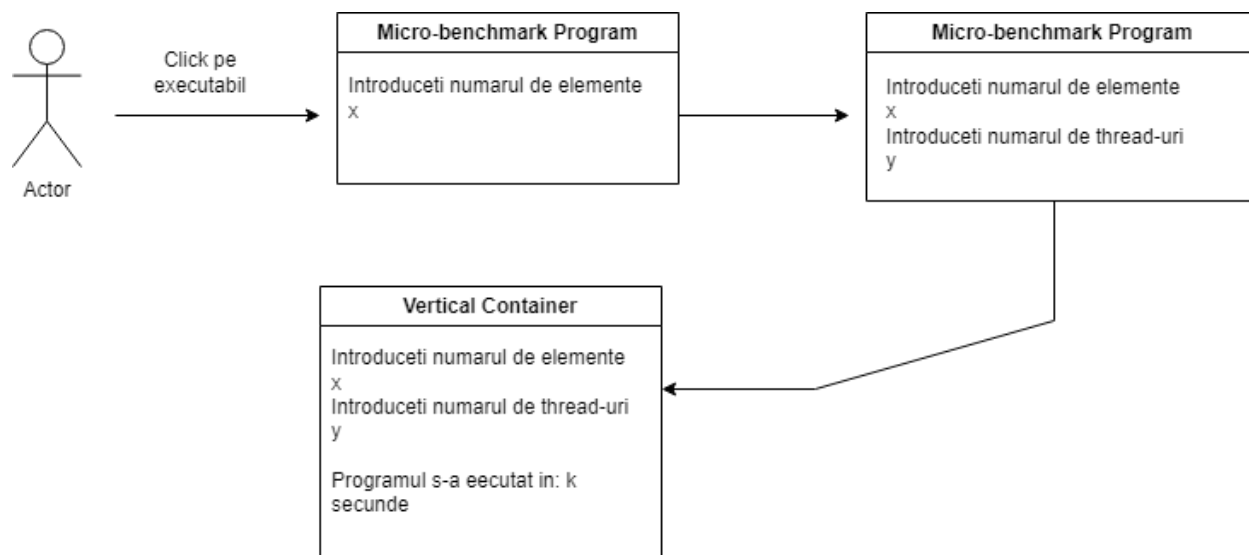 Click pe
executabil
Actor
Micro-benchmark Program
Introduceti numarul de elemente
x
Micro-benchmark Program
Introduceti numarul de elemente
x
Introduceti numarul de thread-uri
y
Vertical Container
Introduceti numarul de elemente
x
Introduceti numarul de thread-uri
y
Programul s-a eecutat in: k
secunde